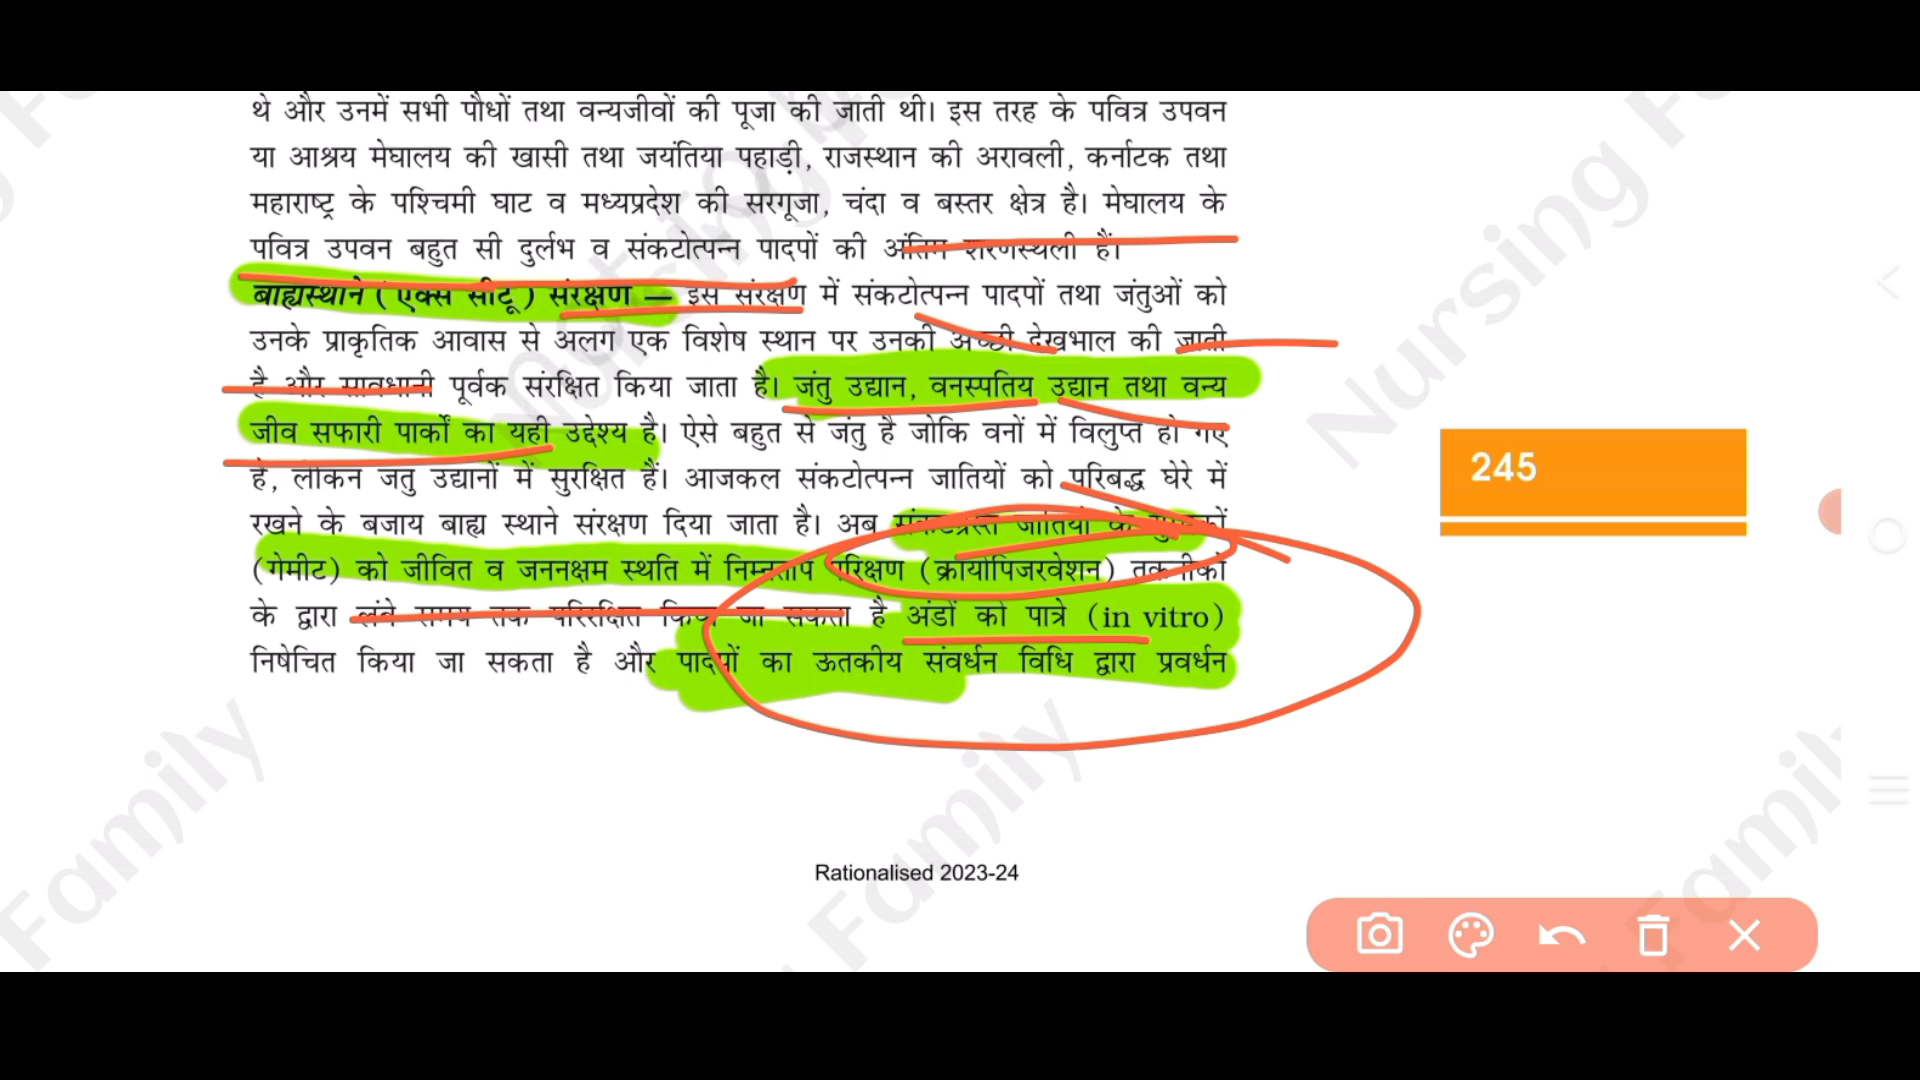 थे और उनमें सभी पौधों तथा वन्यजीवों की पूजा की जाती थी। इस तरह के पवित्र उपवन
या आश्रय मेघालय की खासी तथा जयंतिया पहाड़ी, राजस्थान की अरावली, कर्नाटक तथा
महाराष्ट्र के पश्चिमी घाट व मध्यप्रदेश की सरगूजा, चंदा व बस्तर क्षेत्र है। मेघालय के
पवित्र उपवन बहुत सी दुर्लभ व संकटोत्पन्न पादपों की अंतिम शरणस्थली हैं।
बाह्यस्थाने ( एक्स सीटू ) संरक्षण — इस संरक्षण में संकटोत्पन्न पादपों तथा जंतुओं को
उनके प्राकृतिक आवास से अलग एक विशेष स्थान पर उनकी अच्छी देखभाल की जाती
है और सावधानी पूर्वक संरक्षित किया जाता है। जंतु उद्यान, वनस्पतिय उद्यान तथा वन्य
जीव सफारी पार्कों का यही उद्देश्य है। ऐसे बहुत से जंतु है जोकि वनों में विलुप्त हो गए
है, लेकिन जंतु उद्यानों में सुरक्षित हैं। आजकल संकटोत्पन्न जातियों को परिबद्ध घेरे में
रखने के बजाय बाह्य स्थाने संरक्षण दिया जाता है। अब संकटग्रस्त जातियों के युग्मकों
(गेमीट) को जीवित व जननक्षम स्थति में निम्नताप परिक्षण (क्रायोपिजरवेशन) तकनीकों
के द्वारा लंबे समय तक परिरक्षित किया जा सकता है अंडों को पात्रे (in vitro)
निषेचित किया जा सकता है और पादपों का ऊतकीय संवर्धन विधि द्वारा प्रवर्धन
245
Rationalised 2023-24
Nursing Family